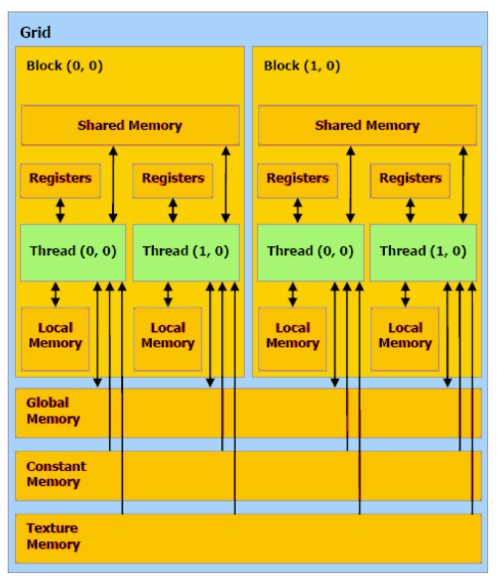 Grid
Block (0, 0)
Block (1, 0)
Shared Memory
Shared Memory
Registers
Registers
Registers
Registers
Thread (0, 0)
Thread (1, 0)
Thread (0, 0)
Thread (1, 0)
Local
Memory
Local
Memory
Local
Memory
Local
Memory
Global
Memory
Constant
Memory
Texture
Memory